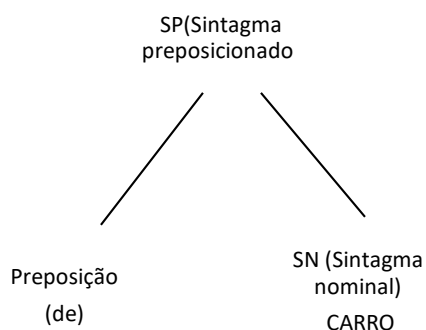 SP(Sintagma
preposicionado
Preposição
(de)
SN (Sintagma
nominal)
CARRO